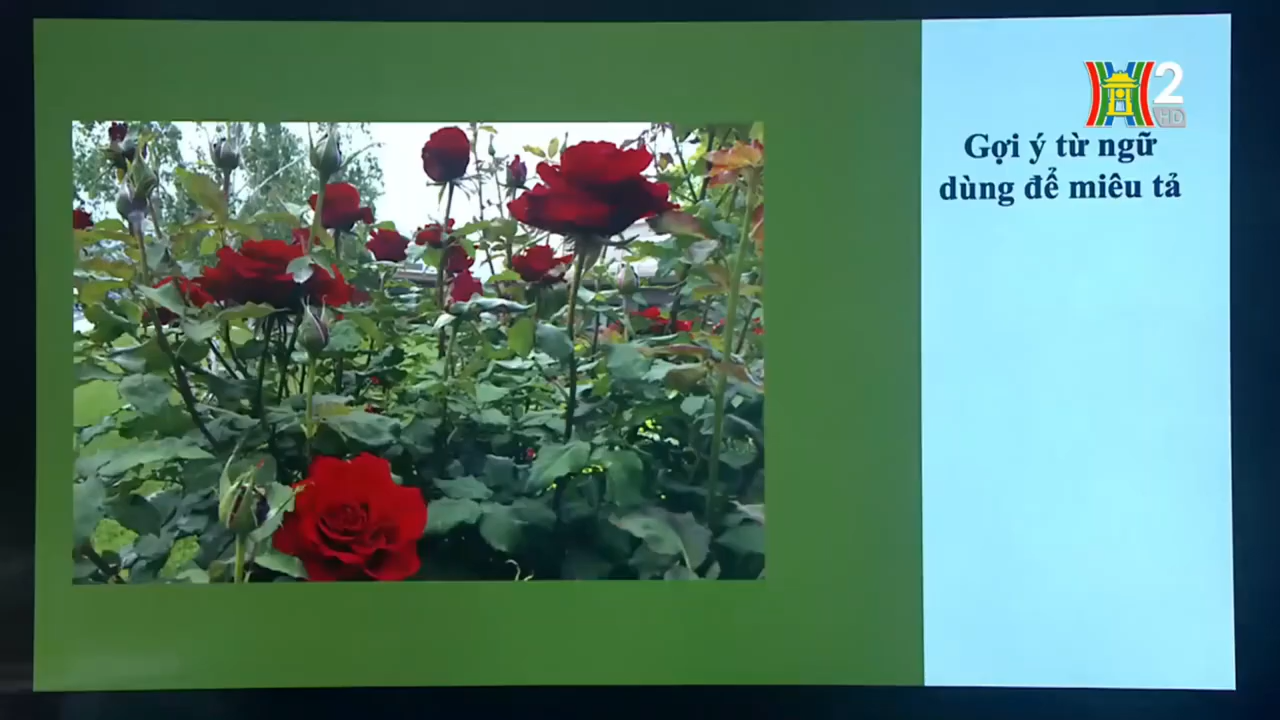 2
HD
Gợi ý từ ngữ
dùng để miêu tả